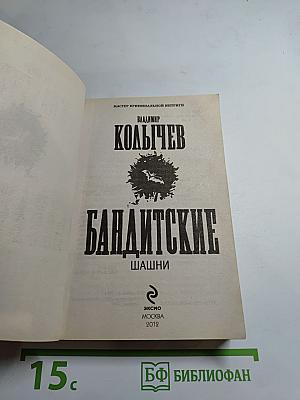 МАСТЕР КРИМИНАЛЬНОЙ ИНТРИГИ
ВЛАДИМИР
КОЛЫЧЕВ
БАНДИТСКИЕ
ШАШНИ
ЭКСМО
МОСКВА
2012
15с
БФ БИБЛИОФАН